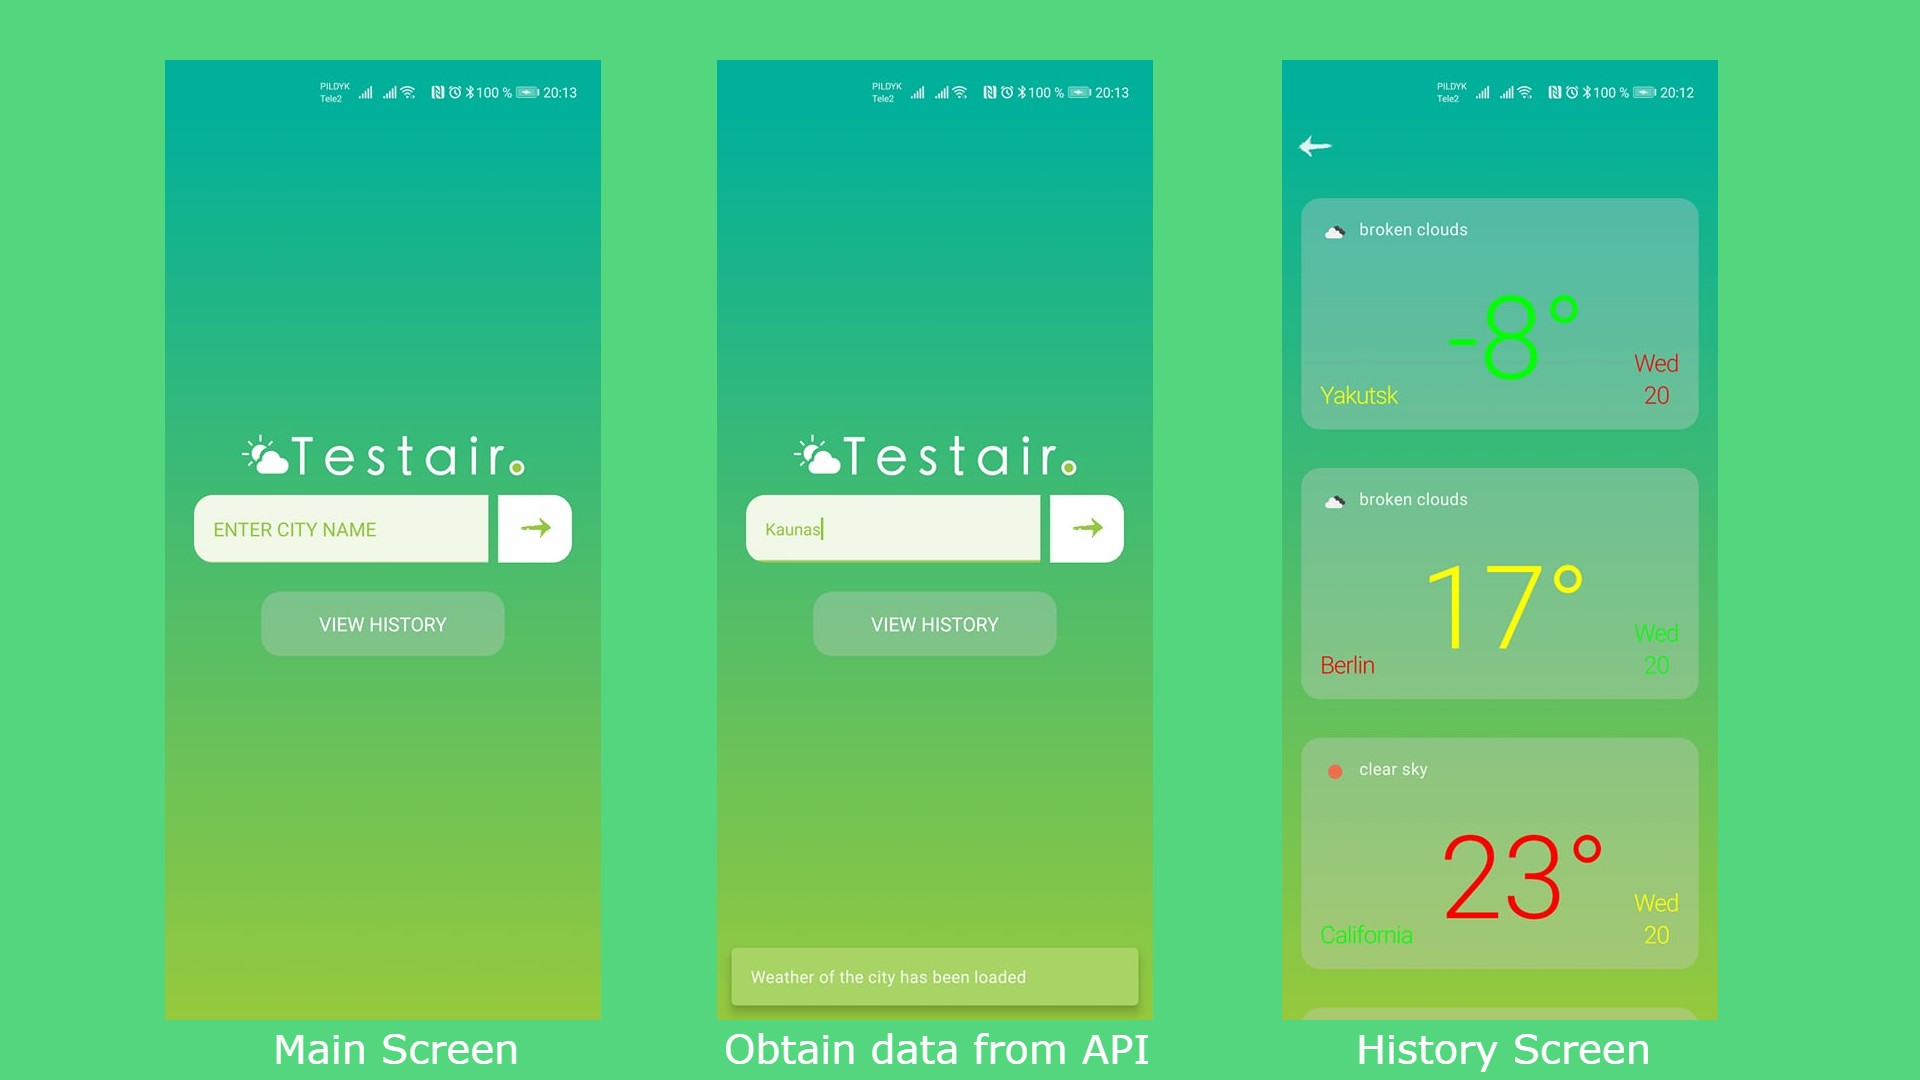 PILDYK
Tele2
100 % 20:13
Testair.
ENTER CITY NAME
VIEW HISTORY
Main Screen
PILDYK
Tele2
100 % 20:13
Testair.
Kaunas
VIEW HISTORY
Weather of the city has been loaded
Obtain data from API
PILDYK
Tele2
100 % 20:12
broken clouds
-8°
Yakutsk
Wed
20
broken clouds
17°
Berlin
Wed
20
clear sky
23°
California
Wed
20
History Screen